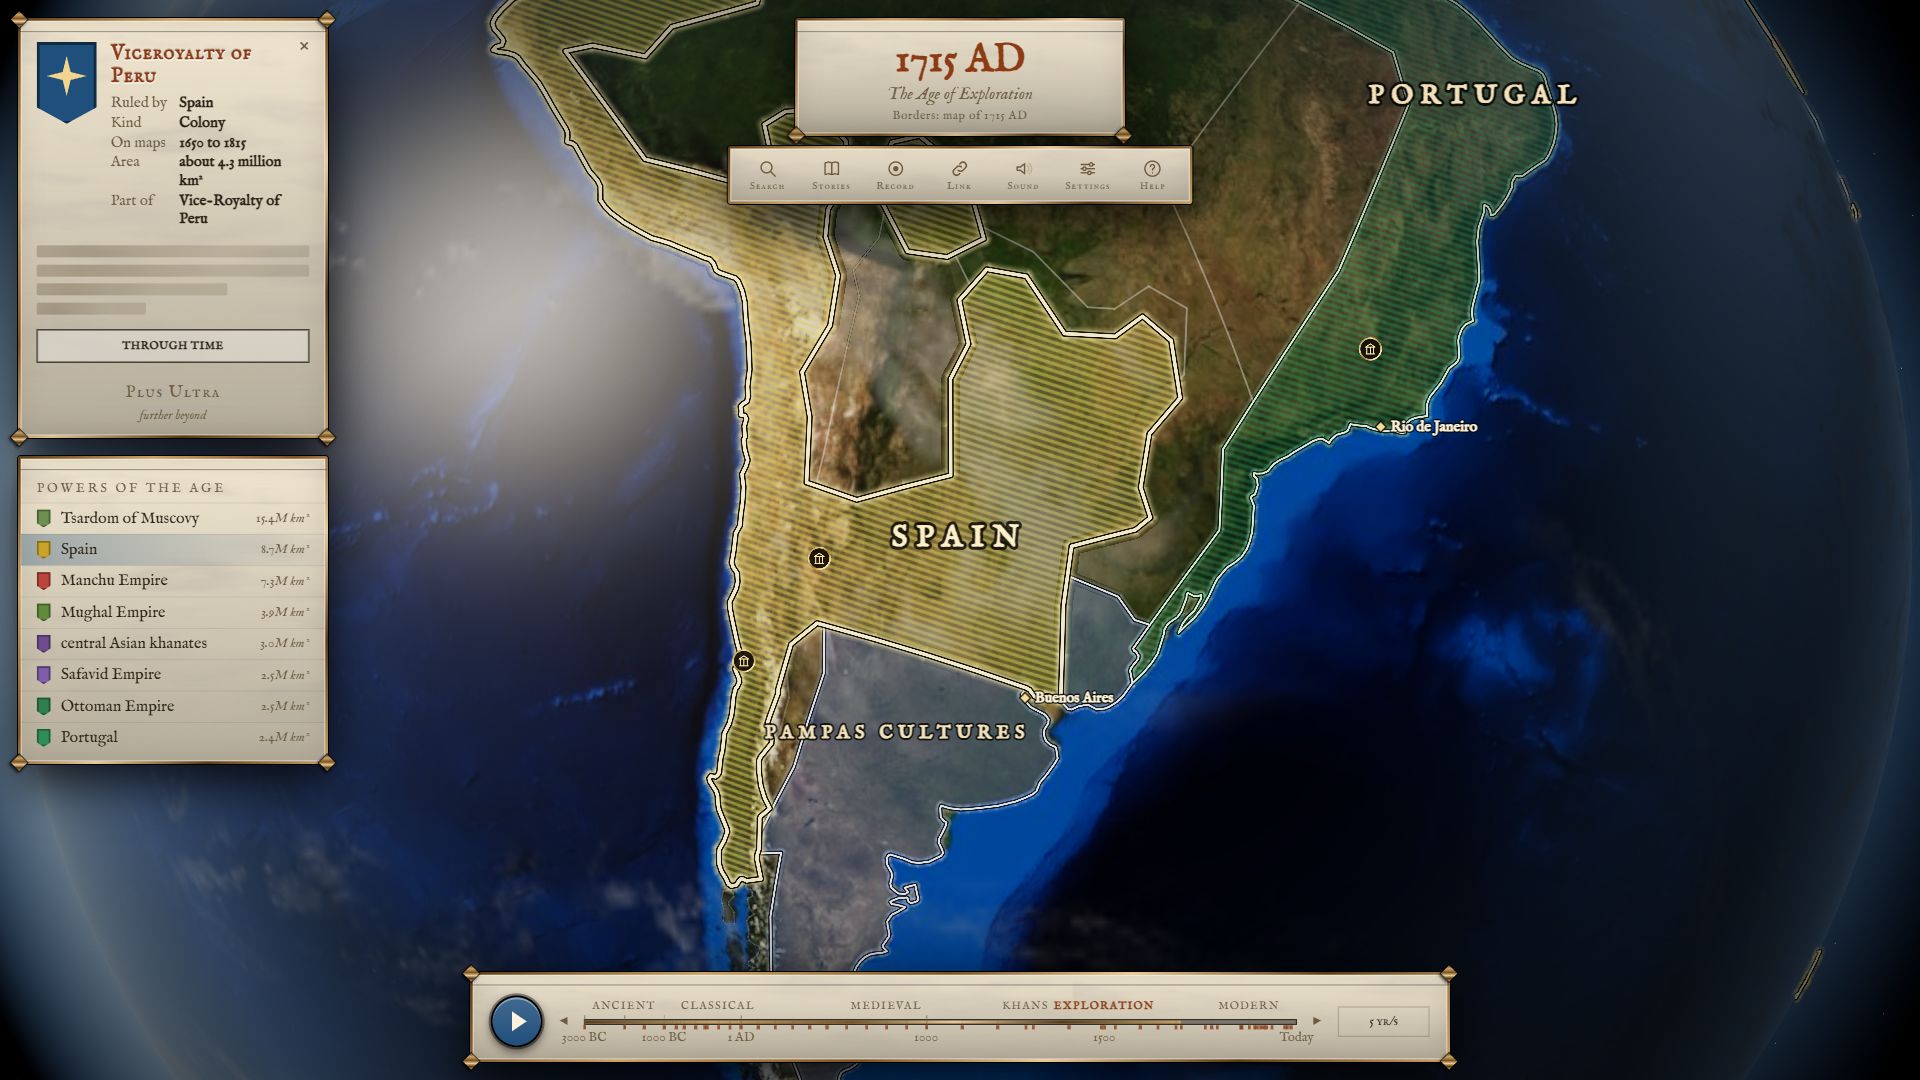 Viceroyalty of
Peru
×
Ruled by Spain
Kind Colony
On maps 1650 to 1815
Area about 4.3 million
km²
Part of Vice-Royalty of
Peru
THROUGH TIME
Plus Ultra
further beyond
POWERS OF THE AGE
Tsardom of Muscovy 15.4M km²
Spain 8.7M km²
Manchu Empire 7.3M km²
Mughal Empire 3.9M km²
central Asian khanates 3.0M km²
Safavid Empire 2.5M km²
Ottoman Empire 2.5M km²
Portugal 2.4M km²
1715 AD
The Age of Exploration
Borders: map of 1715 AD
Search Stories Record Link Sound Settings Help
PORTUGAL
Rio de Janeiro
SPAIN
Buenos Aires
PAMPAS CULTURES
ANCIENT CLASSICAL MEDIEVAL KHANS EXPLORATION MODERN
3000 BC 1000 BC 1 AD 1000 1500 Today
5 YR/S